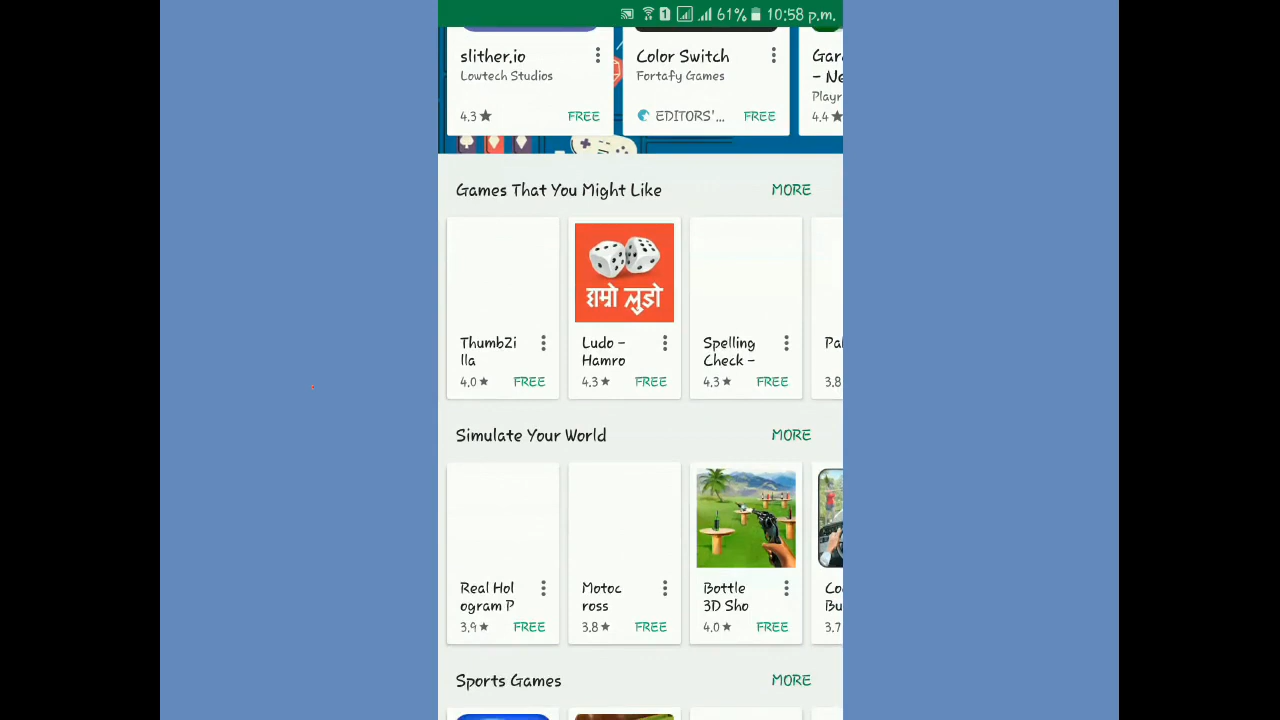 61% 10:58 p.m.
slither.io
Lowtech Studios
4.3 FREE
Color Switch
Fortafy Games
EDITORS'... FREE
Gar
- Ne
Playr
4.4
Games That You Might Like MORE
ThumbZi
lla
4.0 FREE
हाम्रो लुडो
Ludo -
Hamro
4.3 FREE
Spelling
Check -
4.3 FREE
Pal
3.8
Simulate Your World MORE
Real Hol
ogram P
3.9 FREE
Motoc
ross
3.8 FREE
Bottle
3D Sho
4.0 FREE
Co
Bu
3.7
Sports Games MORE